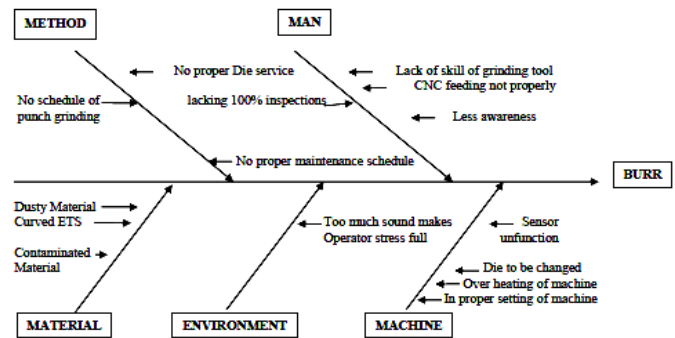 METHOD
MAN
No proper Die service
Lack of skill of grinding tool
CNC feeding not properly
No schedule of
punch grinding
lacking 100% inspections
Less awareness
No proper maintenance schedule
BURR
Dusty Material
Curved ETS
Contaminated
Material
Too much sound makes
Operator stress full
Sensor
unfunction
Die to be changed
Over heating of machine
In proper setting of machine
MATERIAL
ENVIRONMENT
MACHINE